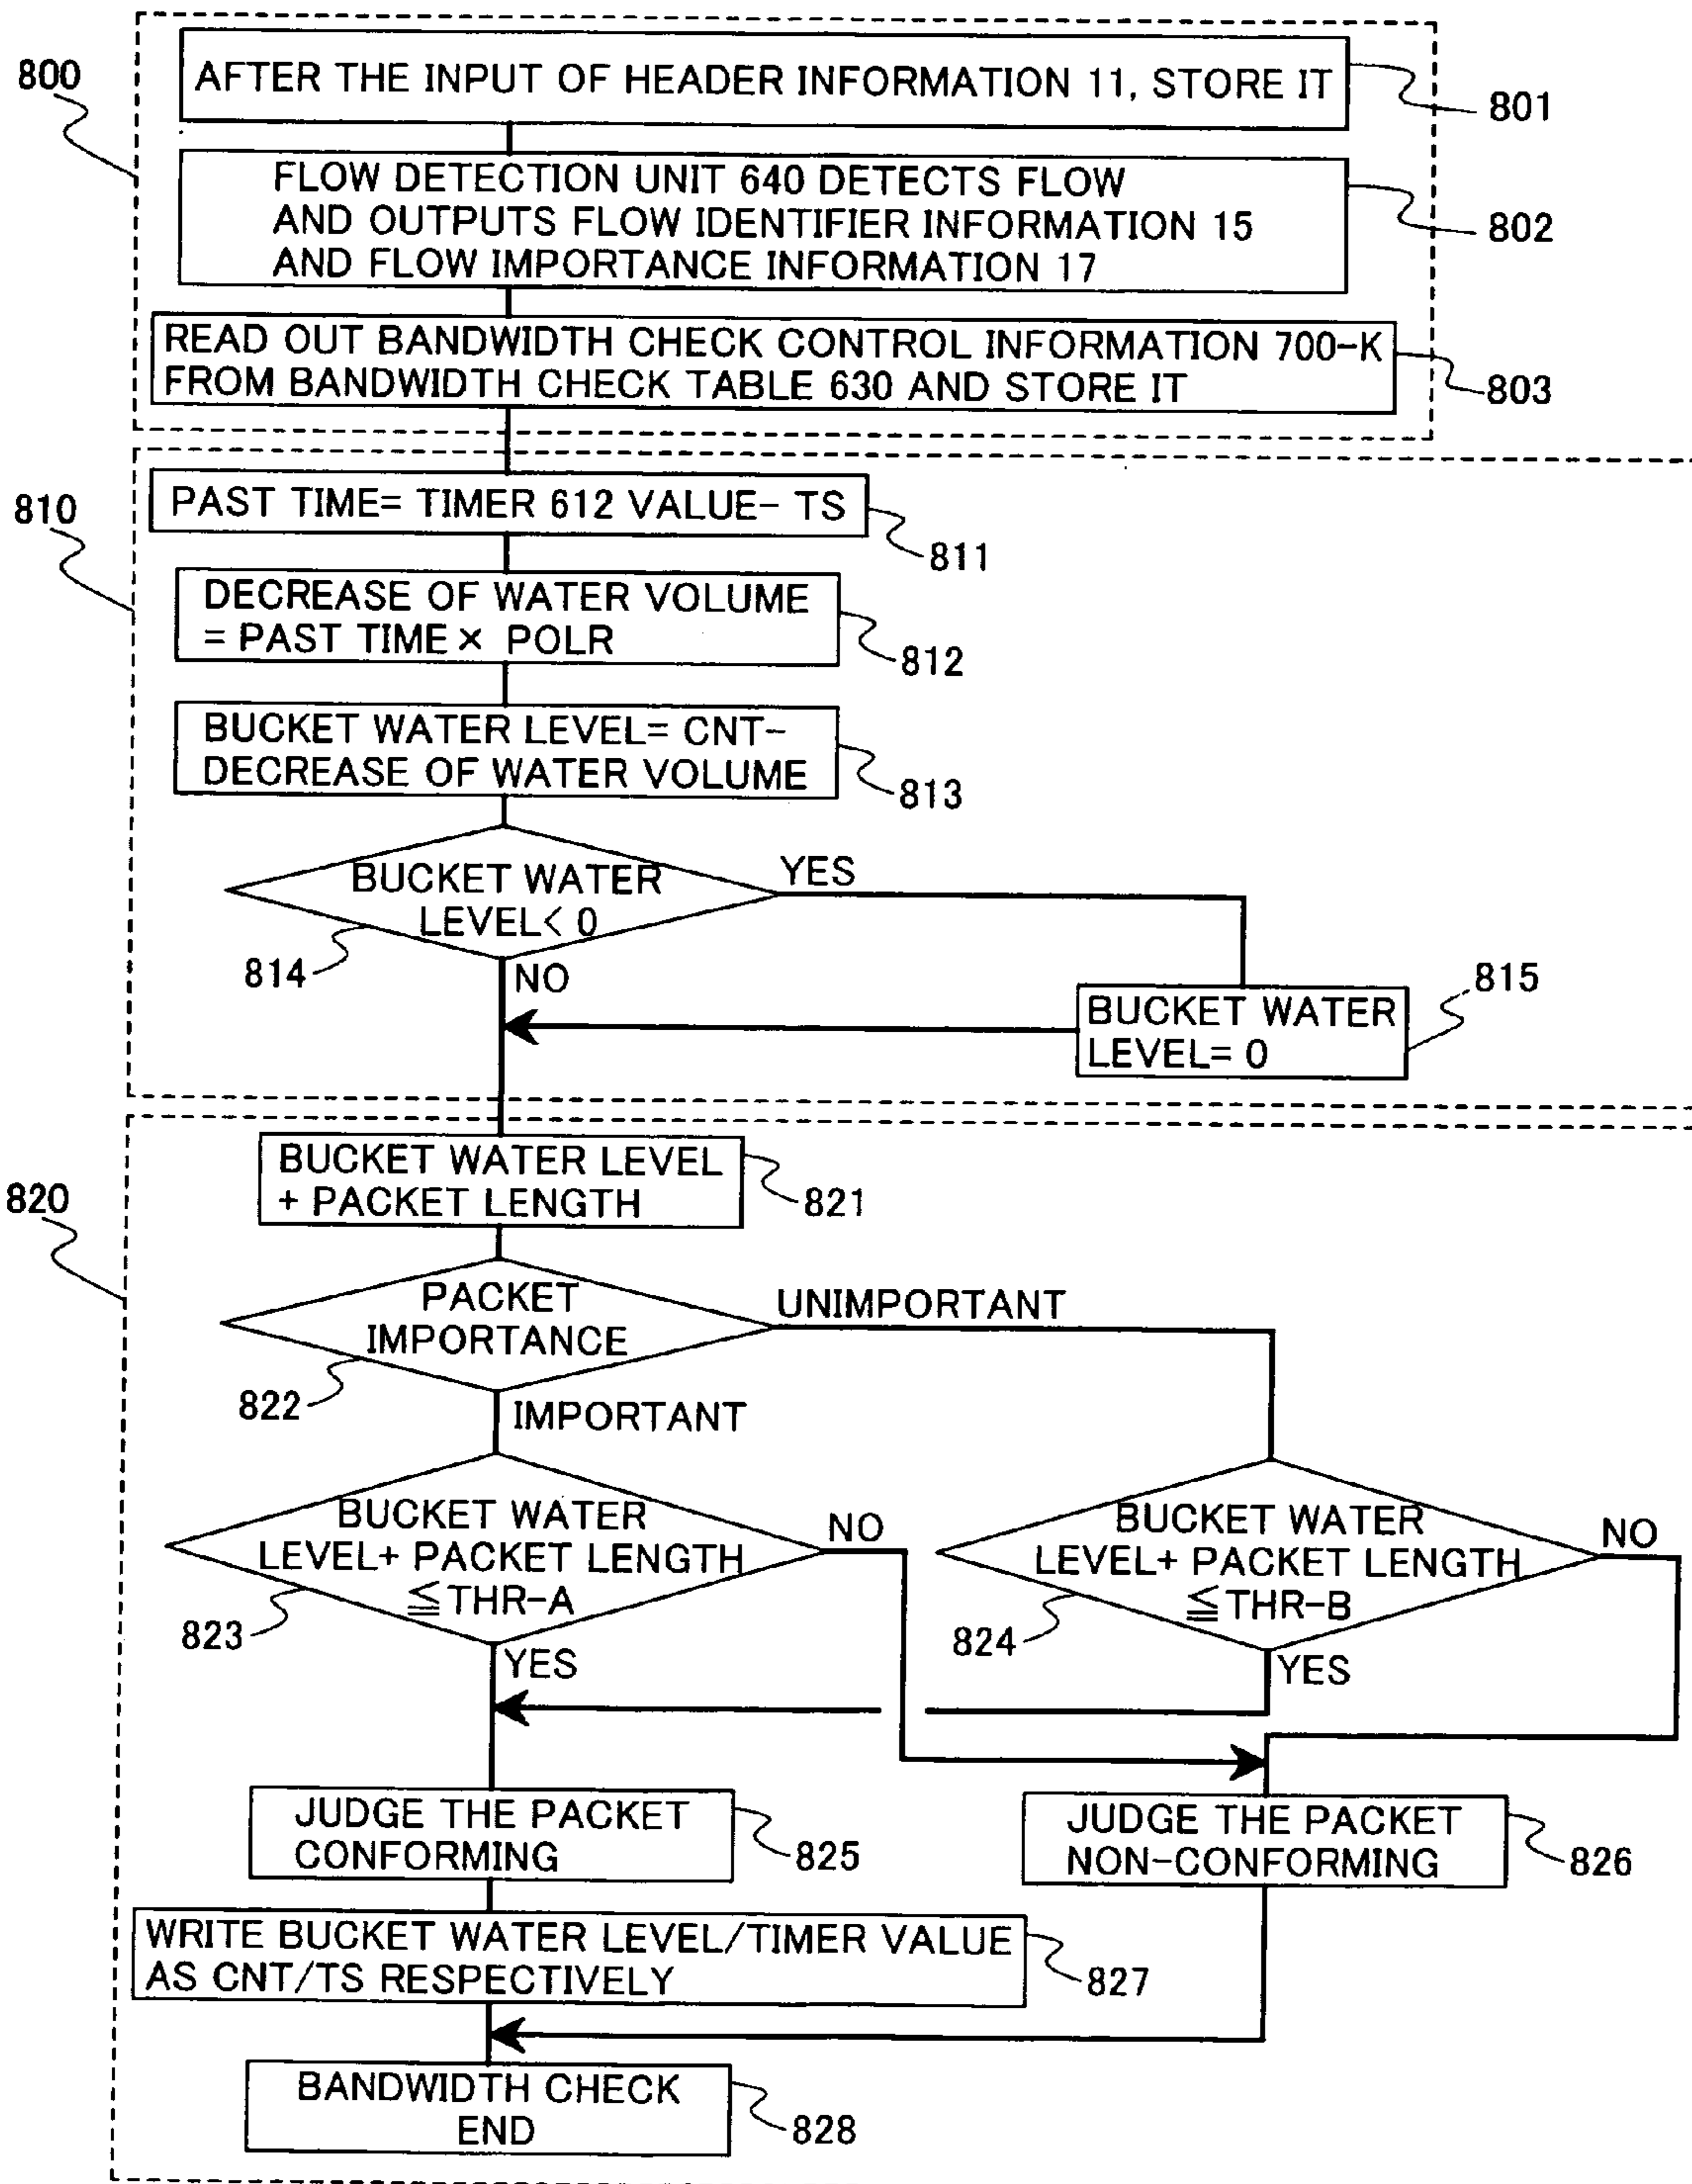 800
AFTER THE INPUT OF HEADER INFORMATION 11, STORE IT
801
FLOW DETECTION UNIT 640 DETECTS FLOW
AND OUTPUTS FLOW IDENTIFIER INFORMATION 15
AND FLOW IMPORTANCE INFORMATION 17
802
READ OUT BANDWIDTH CHECK CONTROL INFORMATION 700-K
FROM BANDWIDTH CHECK TABLE 630 AND STORE IT
803
810
PAST TIME= TIMER 612 VALUE- TS
811
DECREASE OF WATER VOLUME
= PAST TIME× POLR
812
BUCKET WATER LEVEL= CNT-
DECREASE OF WATER VOLUME
813
BUCKET WATER
LEVEL< 0
YES
814
NO
815
BUCKET WATER
LEVEL= 0
820
BUCKET WATER LEVEL
+ PACKET LENGTH
821
PACKET
IMPORTANCE
UNIMPORTANT
822
IMPORTANT
BUCKET WATER
LEVEL+ PACKET LENGTH
≦THR-A
NO
823
YES
BUCKET WATER
LEVEL+ PACKET LENGTH
≦THR-B
NO
824
YES
JUDGE THE PACKET
CONFORMING
825
JUDGE THE PACKET
NON-CONFORMING
826
WRITE BUCKET WATER LEVEL/TIMER VALUE
AS CNT/TS RESPECTIVELY
827
BANDWIDTH CHECK
END
828